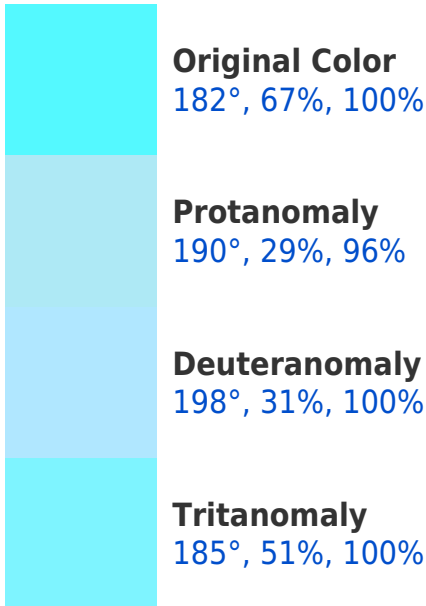 Original Color
182°, 67%, 100%
Protanomaly
190°, 29%, 96%
Deuteranomaly
198°, 31%, 100%
Tritanomaly
185°, 51%, 100%